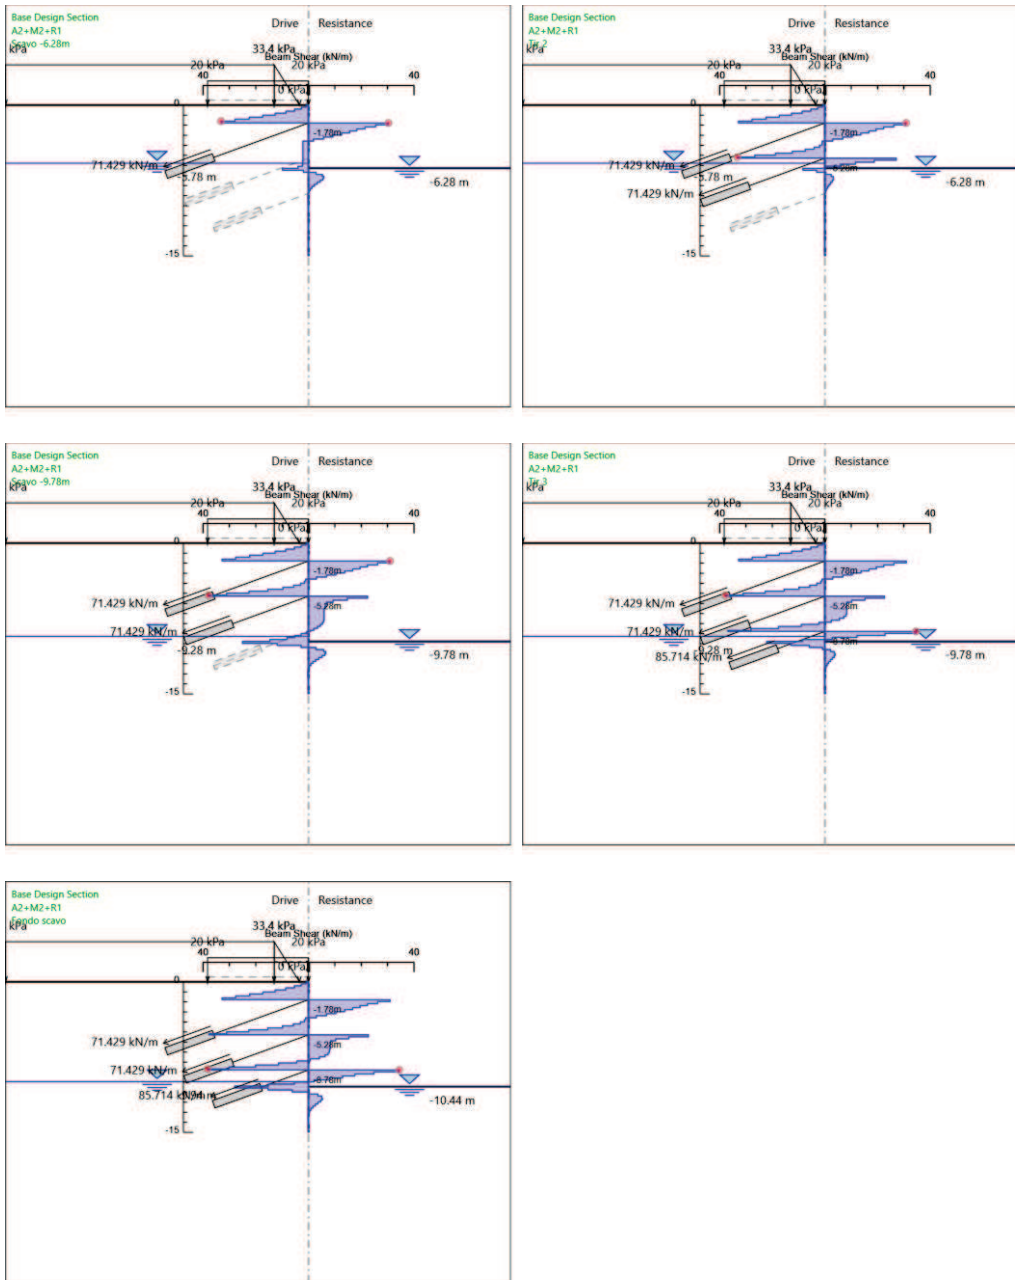 Base Design Section
A2+M2+R1
Scavo -6.28m
kPa
Drive
Resistance
33,4 kPa
Beam Shear (kN/m)
20 kPa
20 kPa
40
40
0 kPa
0
-1.78m
71.429 kN/m
-5.78 m
-6.28 m
-15
Base Design Section
A2+M2+R1
Tir 2
kPa
Drive
Resistance
33,4 kPa
Beam Shear (kN/m)
20 kPa
20 kPa
40
40
0 kPa
0
-1.78m
71.429 kN/m
-5.78 m
-5.28m
-6.28 m
71.429 kN/m
-15
Base Design Section
A2+M2+R1
Scavo -9.78m
kPa
Drive
Resistance
33,4 kPa
Beam Shear (kN/m)
20 kPa
20 kPa
40
40
0 kPa
0
-1.78m
71.429 kN/m
-5.28m
71.429 kN/m
-9.28 m
-9.78 m
-15
Base Design Section
A2+M2+R1
Tir 3
kPa
Drive
Resistance
33,4 kPa
Beam Shear (kN/m)
20 kPa
20 kPa
40
40
0 kPa
0
-1.78m
71.429 kN/m
-5.28m
71.429 kN/m
-9.28 m
-8.78m
85.714 kN/m
-9.78 m
-15
Base Design Section
A2+M2+R1
Fondo scavo
kPa
Drive
Resistance
33,4 kPa
Beam Shear (kN/m)
20 kPa
20 kPa
40
40
0 kPa
0
-1.78m
71.429 kN/m
-5.28m
71.429 kN/m
-8.78m
85.714 kN/m
-10.44 m
-15